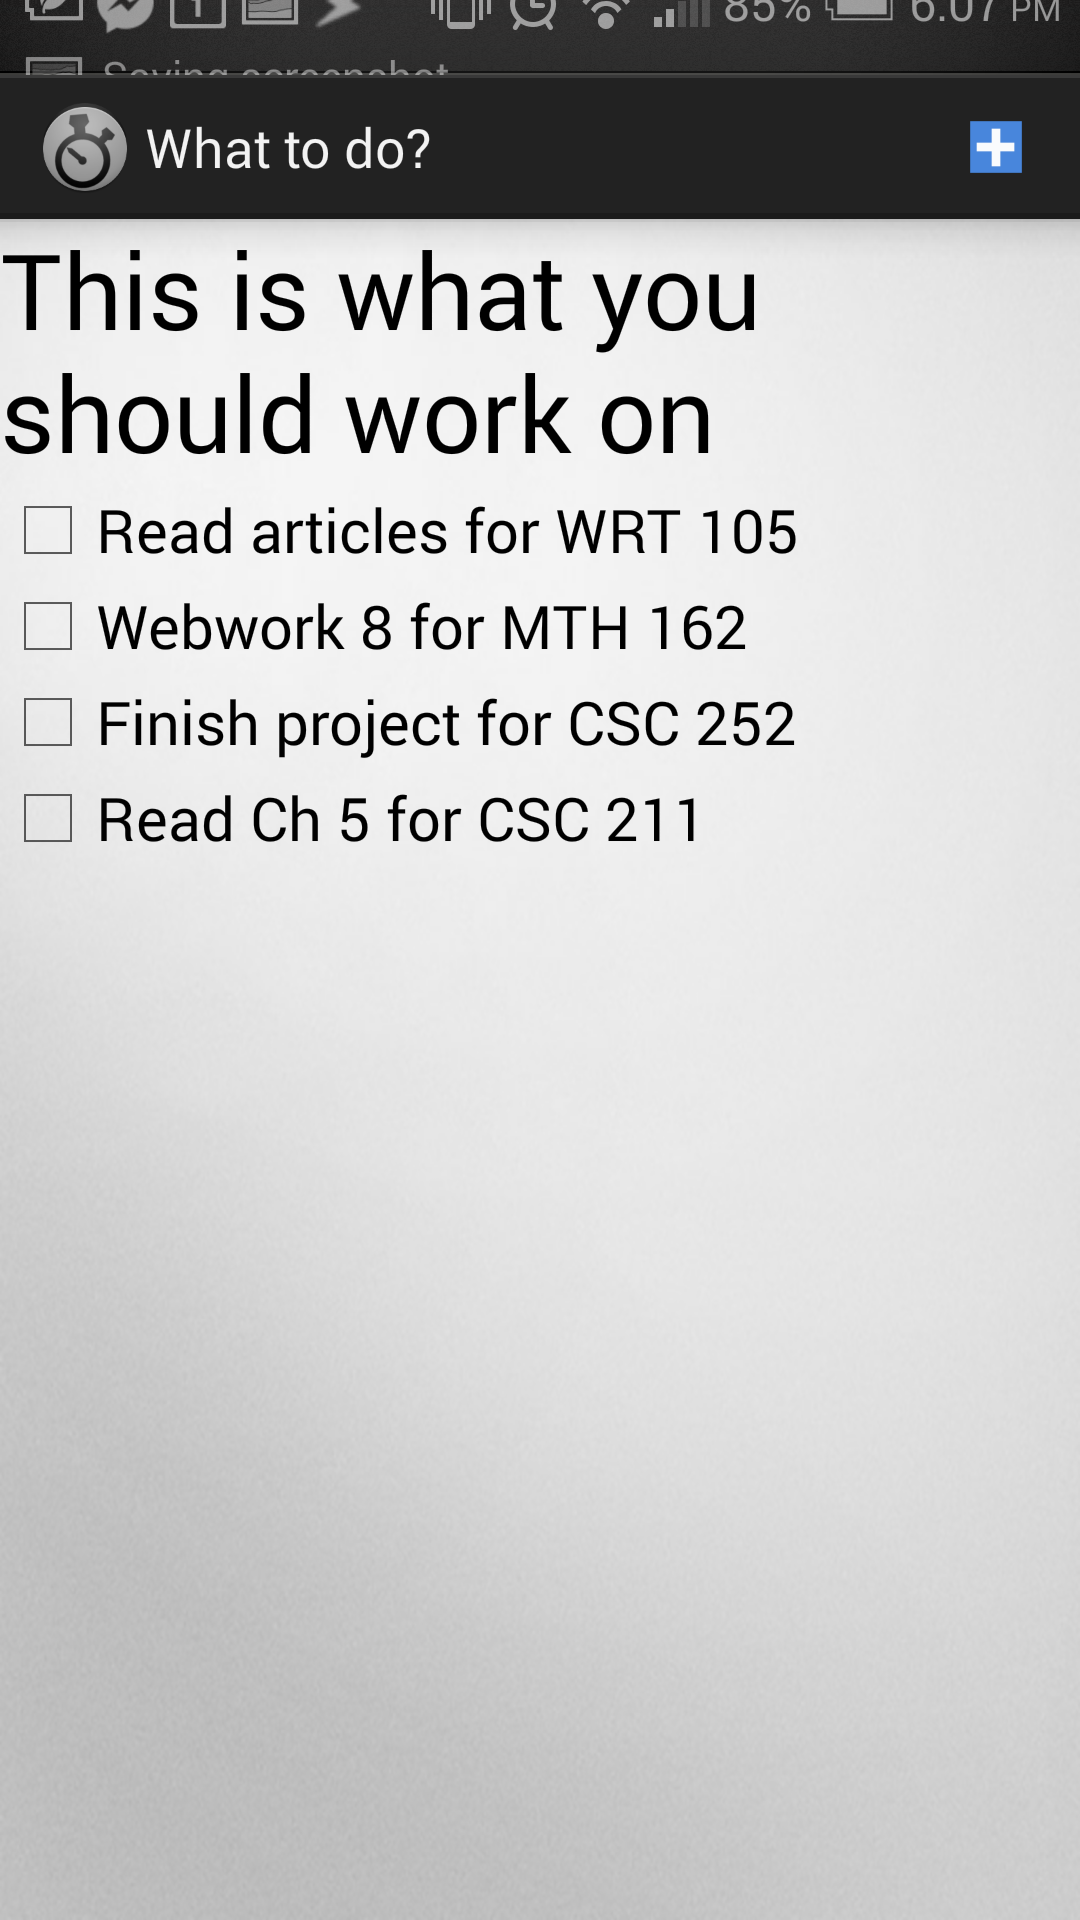 1
85%
6:07 PM
Saving screenshot
What to do?
This is what you
should work on
Read articles for WRT 105
Webwork 8 for MTH 162
Finish project for CSC 252
Read Ch 5 for CSC 211